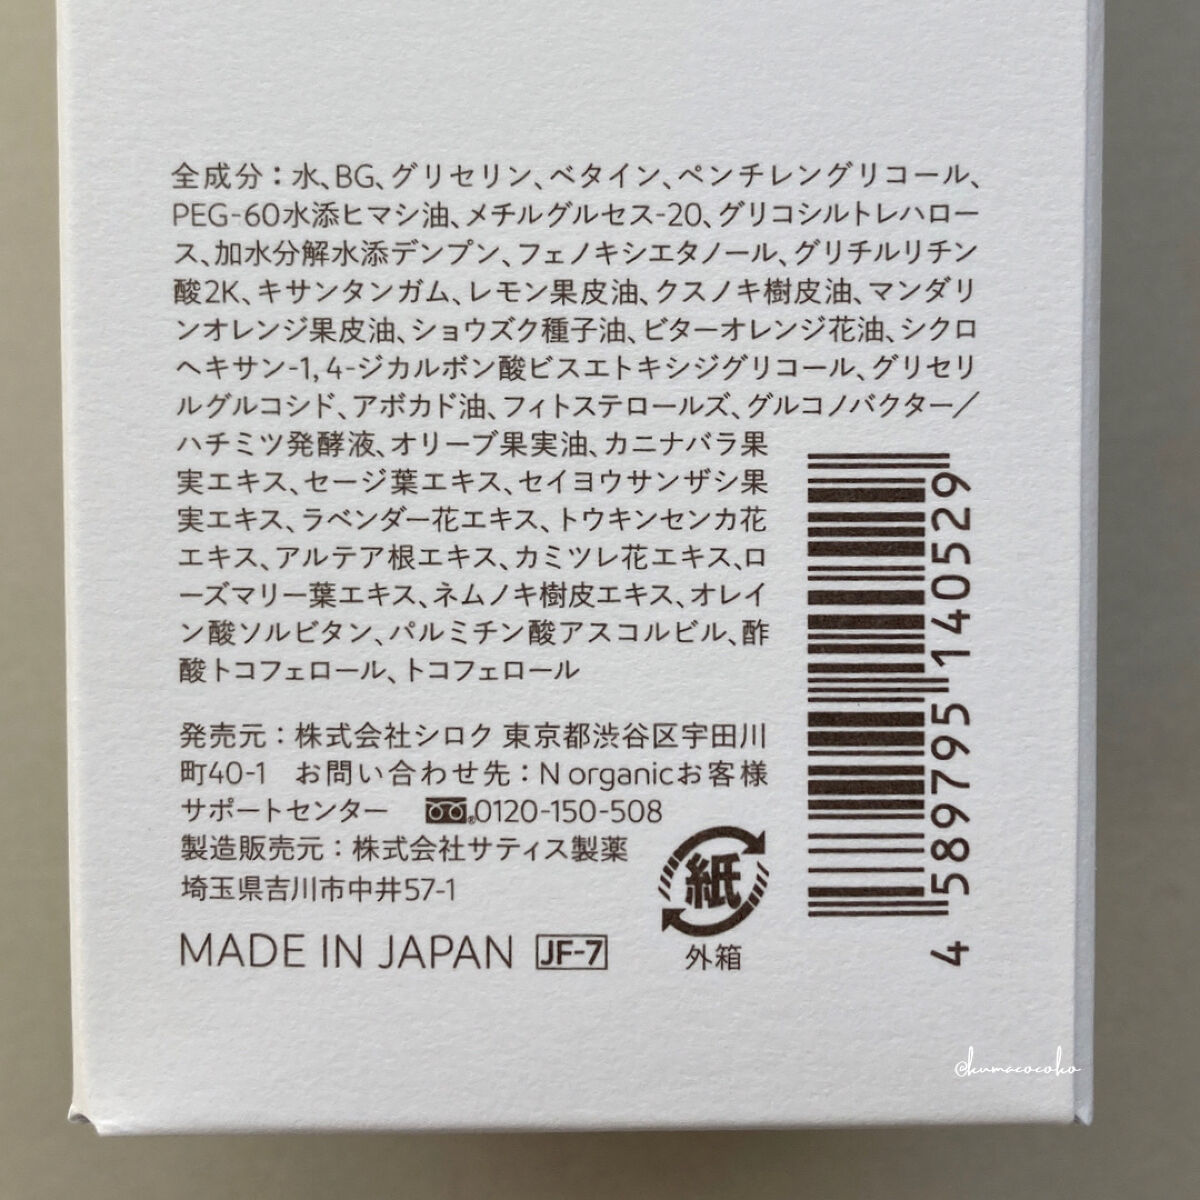 全成分：水、BG、グリセリン、ベタイン、ペンチレングリコール、
PEG-60水添ヒマシ油、メチルグルセス-20、グリコシルトレハロー
ス、加水分解水添デンプン、フェノキシエタノール、グリチルリチン
酸2K、キサンタンガム、レモン果皮油、クスノキ樹皮油、マンダリ
ンオレンジ果皮油、ショウズク種子油、ビターオレンジ花油、シクロ
ヘキサン-1,4-ジカルボン酸ビスエトキシジグリコール、グリセリ
ルグルコシド、アボカド油、フィトステロールズ、グルコノバクター／
ハチミツ発酵液、オリーブ果実油、カニナバラ果
実エキス、セージ葉エキス、セイヨウサンザシ果
実エキス、ラベンダー花エキス、トウキンセンカ花
エキス、アルテア根エキス、カミツレ花エキス、ロ
ーズマリー葉エキス、ネムノキ樹皮エキス、オレイ
ン酸ソルビタン、パルミチン酸アスコルビル、酢
酸トコフェロール、トコフェロール
発売元：株式会社シロク 東京都渋谷区宇田川
町40-1 お問い合わせ先：N organicお客様
サポートセンター 0120-150-508
製造販売元：株式会社サティス製薬
埼玉県吉川市中井57-1
MADE IN JAPAN JF-7
紙
外箱
4 589795 140529
@kumacocoko